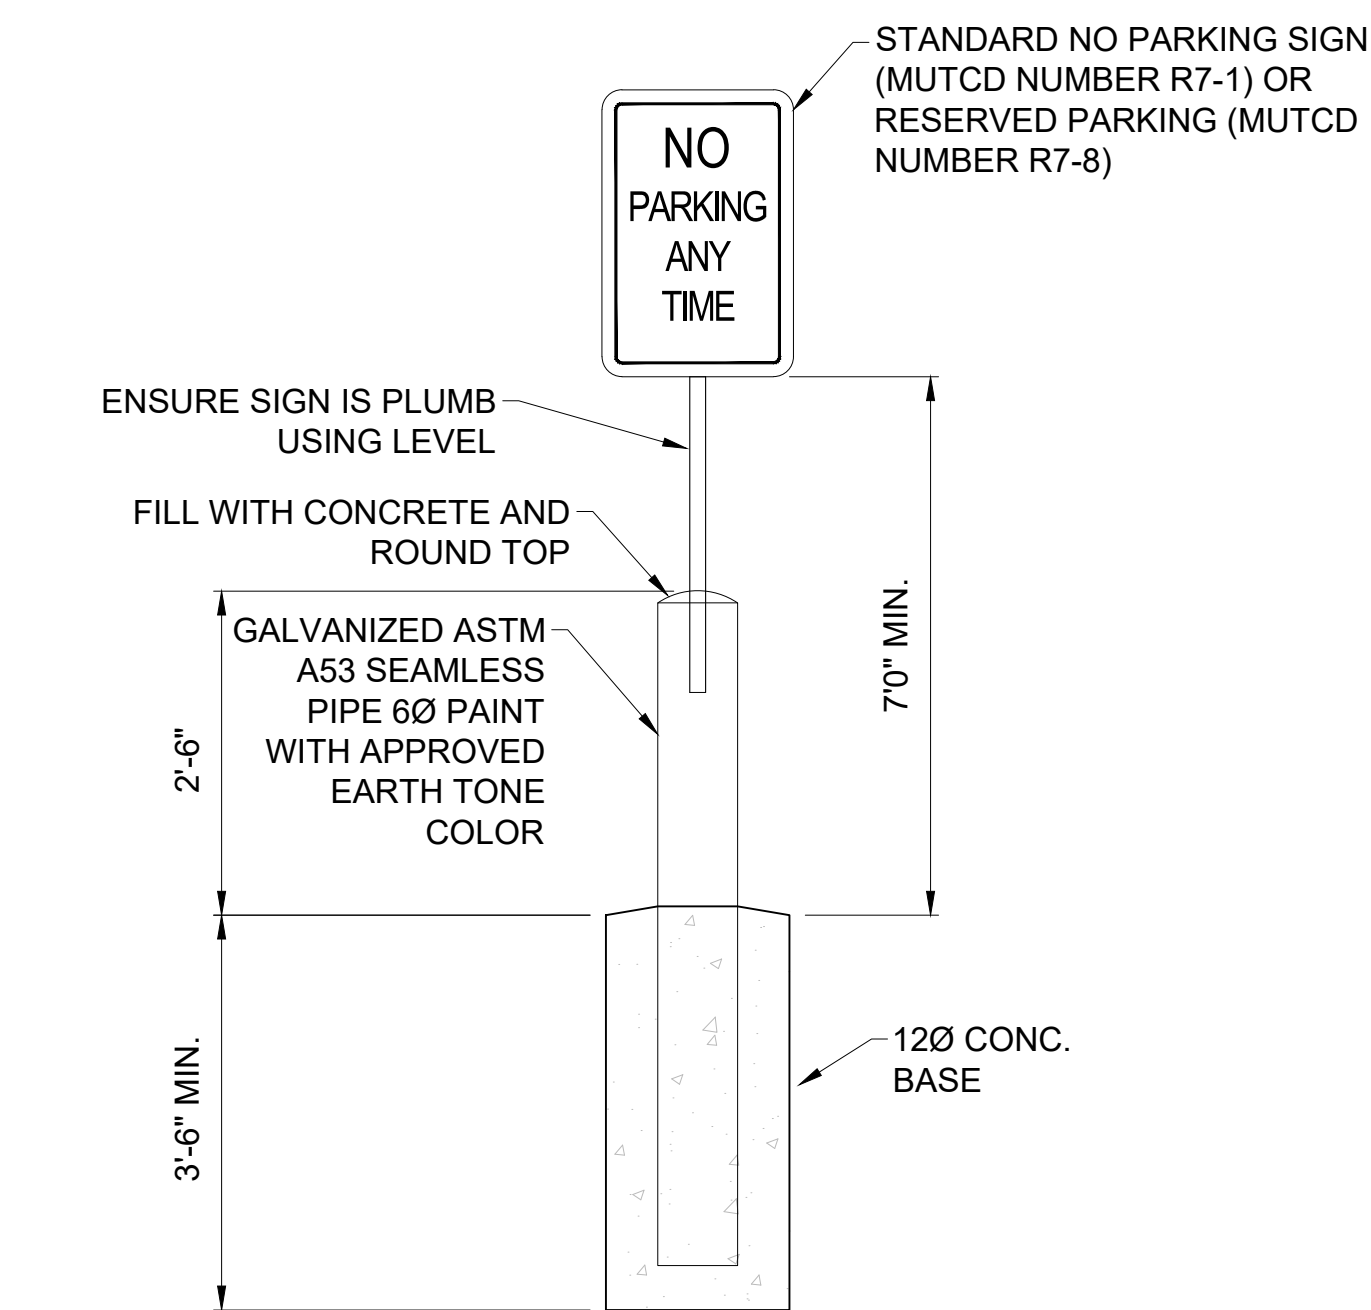 STANDARD NO PARKING SIGN
(MUTCD NUMBER R7-1) OR
RESERVED PARKING (MUTCD
NUMBER R7-8)
NO
PARKING
ANY
TIME
ENSURE SIGN IS PLUMB
USING LEVEL
FILL WITH CONCRETE AND
ROUND TOP
GALVANIZED ASTM
A53 SEAMLESS
PIPE 6Ø PAINT
WITH APPROVED
EARTH TONE
COLOR
2'-6"
7'0" MIN.
3'-6" MIN.
12Ø CONC.
BASE